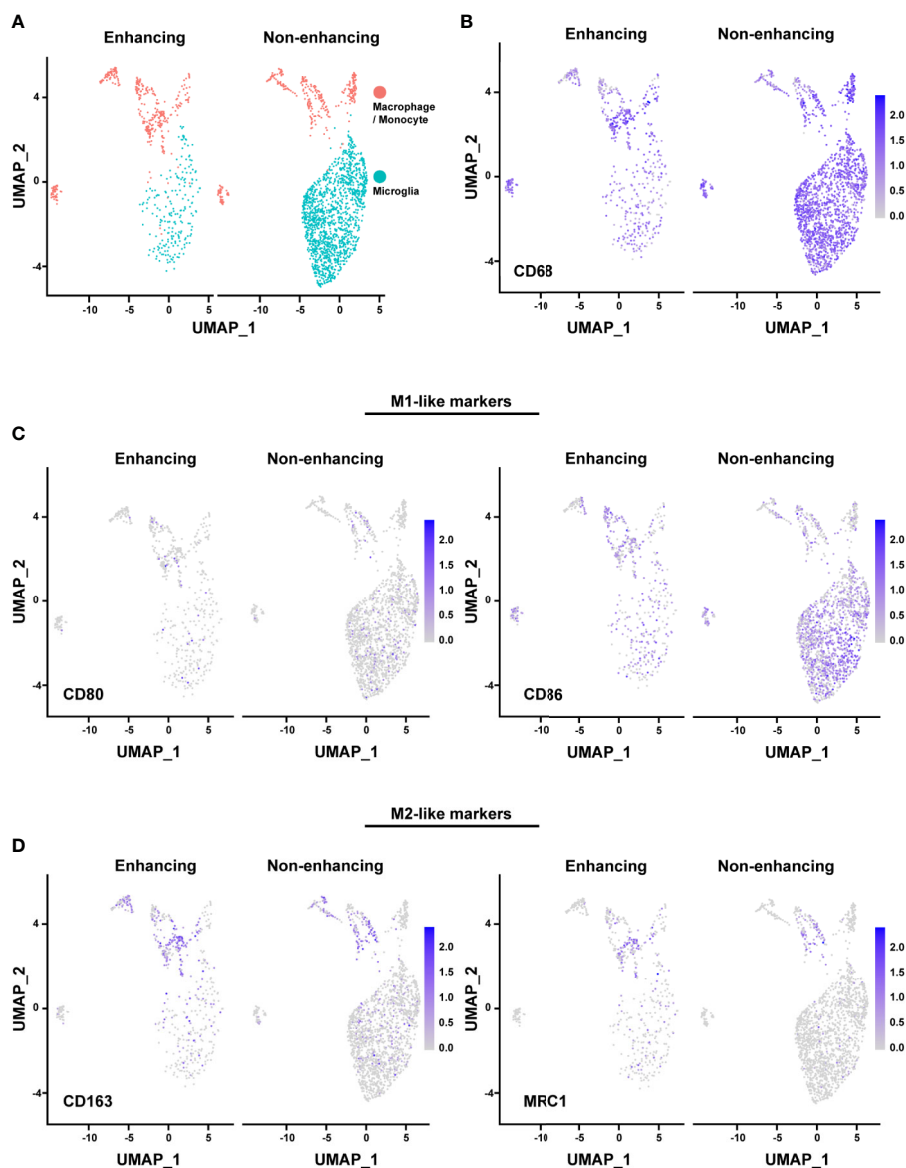 A
Enhancing
Non-enhancing
Macrophage
/ Monocyte
Microglia
UMAP_2
4
0
-4
-10
-5
0
5
-10
-5
0
5
UMAP_1
B
Enhancing
Non-enhancing
UMAP_2
4
0
-4
2.0
1.5
1.0
0.5
0.0
CD68
-10
-5
0
5
-10
-5
0
5
UMAP_1
M1-like markers
C
Enhancing
Non-enhancing
UMAP_2
4
0
-4
2.0
1.5
1.0
0.5
0.0
CD80
-10
-5
0
5
-10
-5
0
5
UMAP_1
UMAP_1
Enhancing
Non-enhancing
UMAP_2
4
0
-4
2.0
1.5
1.0
0.5
0.0
CD86
-10
-5
0
5
-10
-5
0
5
UMAP_1
UMAP_1
M2-like markers
D
Enhancing
Non-enhancing
UMAP_2
4
0
-4
2.0
1.5
1.0
0.5
0.0
CD163
-10
-5
0
5
-10
-5
0
5
UMAP_1
UMAP_1
Enhancing
Non-enhancing
UMAP_2
4
0
-4
2.0
1.5
1.0
0.5
0.0
MRC1
-10
-5
0
5
-10
-5
0
5
UMAP_1
UMAP_1